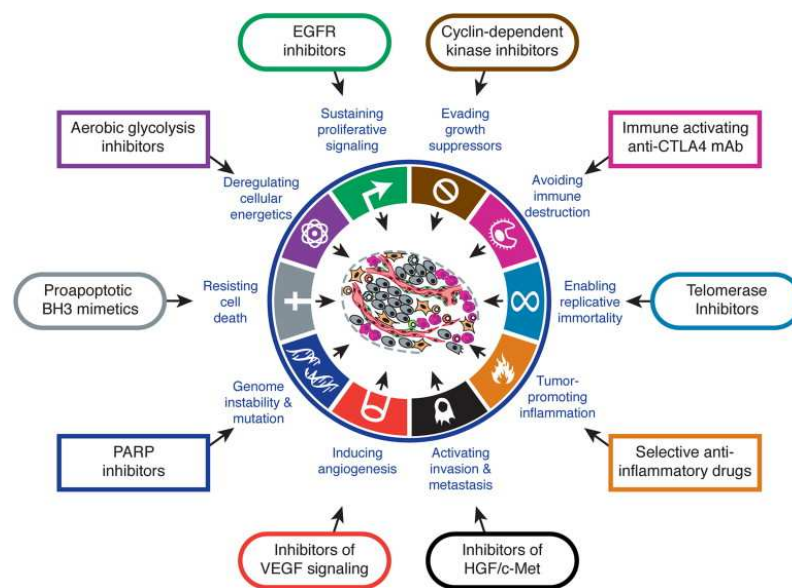 EGFR
inhibitors
Cyclin-dependent
kinase inhibitors
Sustaining
proliferative
signaling
Evading
growth
suppressors
Aerobic glycolysis
inhibitors
Immune activating
anti-CTLA4 mAb
Deregulating
cellular
energetics
Avoiding
immune
destruction
Proapoptotic
BH3 mimetics
Resisting
cell
death
Enabling
replicative
immortality
Telomerase
Inhibitors
Genome
instability &
mutation
Tumor-
promoting
inflammation
PARP
inhibitors
Inducing
angiogenesis
Activating
invasion &
metastasis
Selective anti-
inflammatory drugs
Inhibitors of
VEGF signaling
Inhibitors of
HGF/c-Met